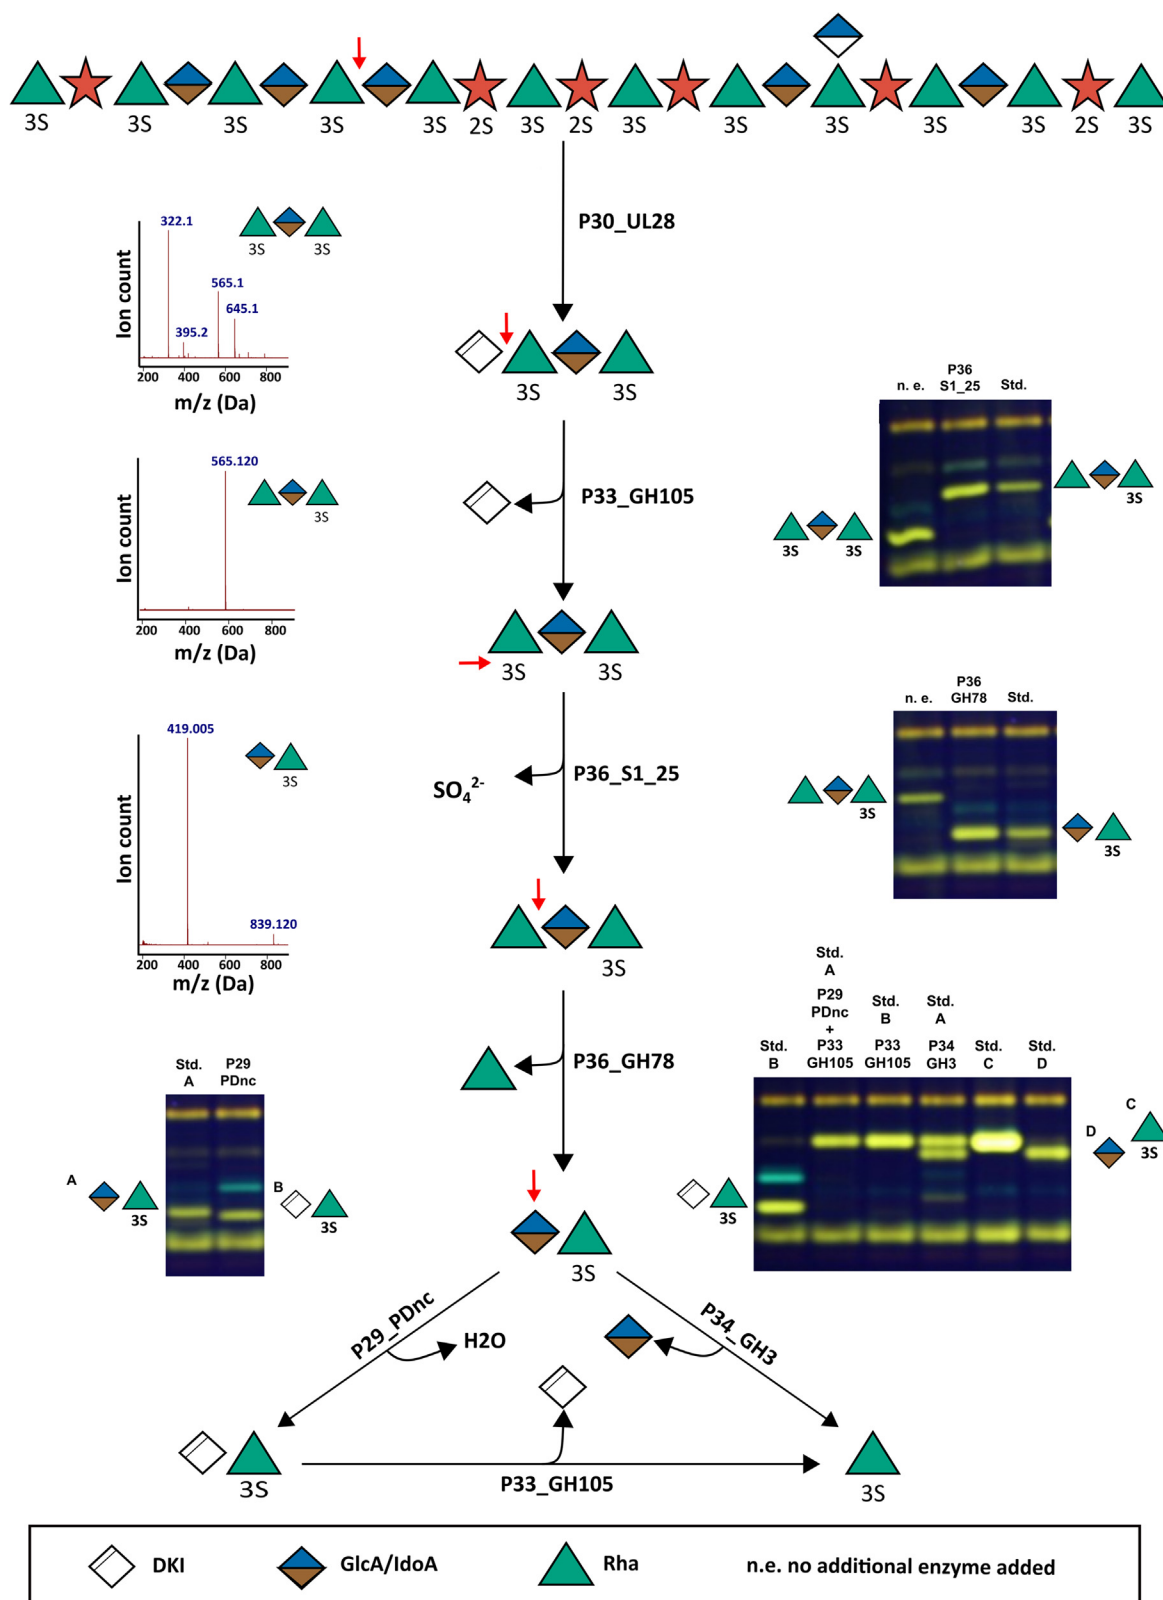 3S 3S 3S 3S 3S 2S 3S 2S 3S 3S 3S 3S 3S 2S 3S
P30_UL28
322.1
565.1
645.1
395.2
3S 3S
Ion count
200 400 600 800
m/z (Da)
3S 3S
P33_GH105
565.120
3S
Ion count
200 400 600 800
m/z (Da)
n. e.
P36
S1_25
Std.
3S
3S 3S
3S 3S
P36_S1_25
SO₄²⁻
419.005
839.120
3S
Ion count
200 400 600 800
m/z (Da)
n. e.
P36
GH78
Std.
3S
3S
3S
P36_GH78
Std.
A
P29
PDnc
A
3S
B
3S
Std.
B
Std.
A
P29
PDnc
+
P33
GH105
Std.
B
P33
GH105
Std.
A
P34
GH3
Std.
C
Std.
D
3S
C
D
3S
3S
P29_PDnc
H2O
P34_GH3
3S
P33_GH105
3S
DKI
GlcA/IdoA
Rha
n.e. no additional enzyme added